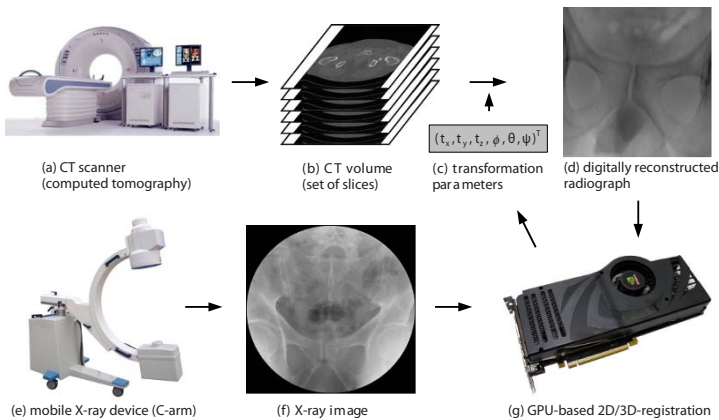 (a) CT scanner
(computed tomography)
(b) CT volume
(set of slices)
(t_x, t_y, t_z, ϕ, θ, ψ)^T
(c) transformation
parameters
(d) digitally reconstructed
radiograph
(e) mobile X-ray device (C-arm)
(f) X-ray image
(g) GPU-based 2D/3D-registration